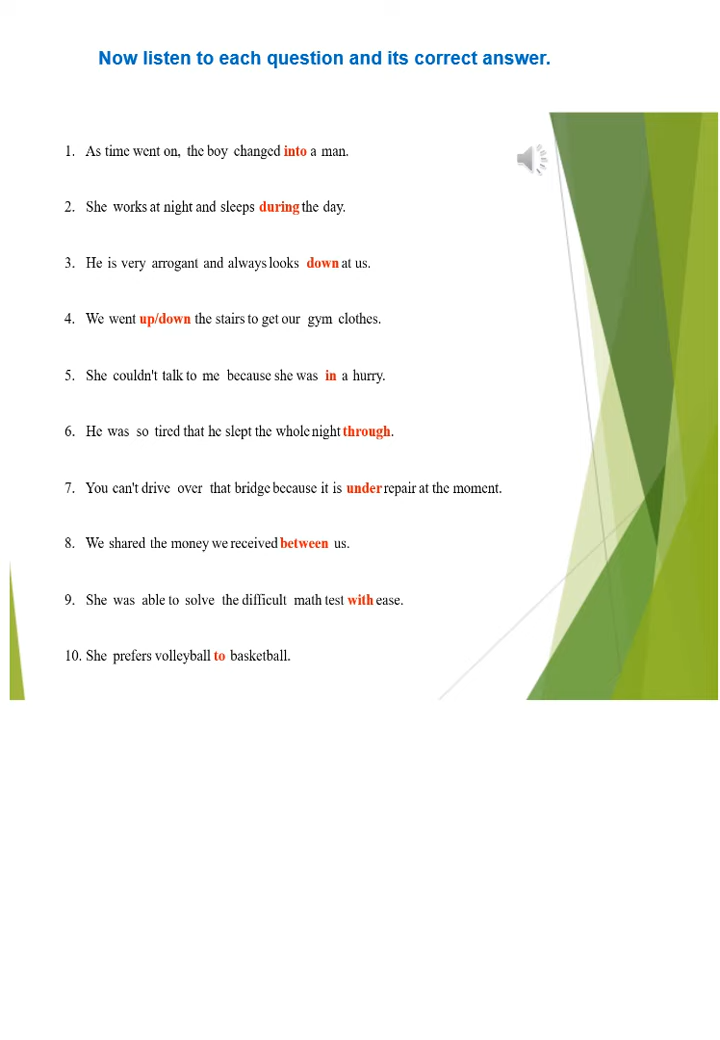 Now listen to each question and its correct answer.
1. As time went on, the boy changed into a man.
2. She works at night and sleeps during the day.
3. He is very arrogant and always looks down at us.
4. We went up/down the stairs to get our gym clothes.
5. She couldn't talk to me because she was in a hurry.
6. He was so tired that he slept the whole night through.
7. You can't drive over that bridge because it is under repair at the moment.
8. We shared the money we received between us.
9. She was able to solve the difficult math test with ease.
10. She prefers volleyball to basketball.